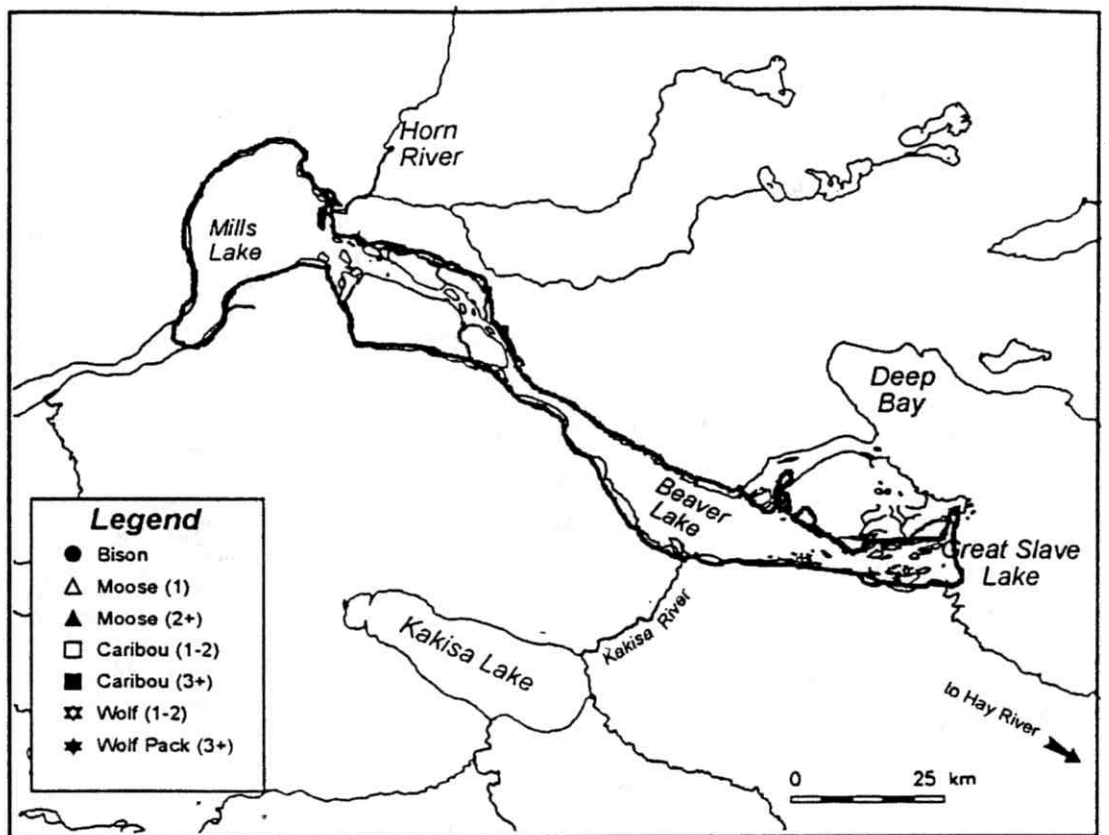 Horn
River
Mills
Lake
Deep
Bay
Beaver
Lake
Great Slave
Lake
Kakisa River
Kakisa Lake
to Hay River
0 25 km
Legend
Bison
Moose (1)
Moose (2+)
Caribou (1-2)
Caribou (3+)
Wolf (1-2)
Wolf Pack (3+)